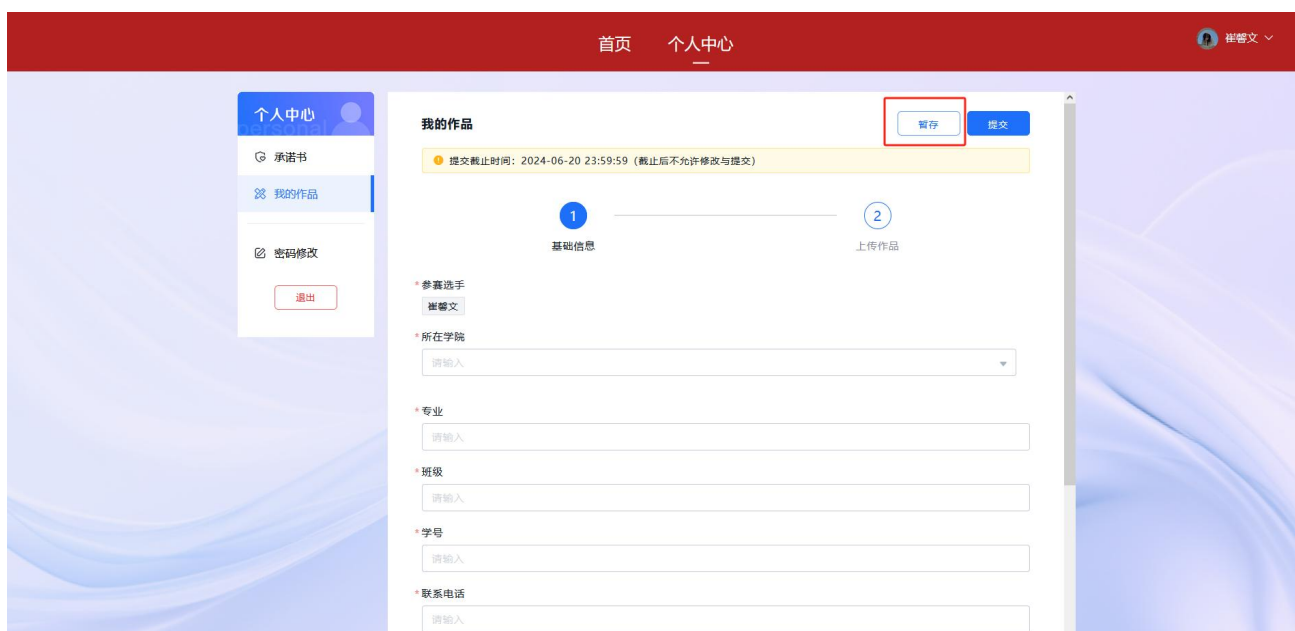 首页 个人中心
崔馨文
个人中心
personal
承诺书
我的作品
密码修改
退出
我的作品
暂存 提交
提交截止时间：2024-06-20 23:59:59（截止后不允许修改与提交）
1 2
基础信息 上传作品
*参赛选手
崔馨文
*所在学院
请输入
*专业
请输入
*班级
请输入
*学号
请输入
*联系电话
请输入